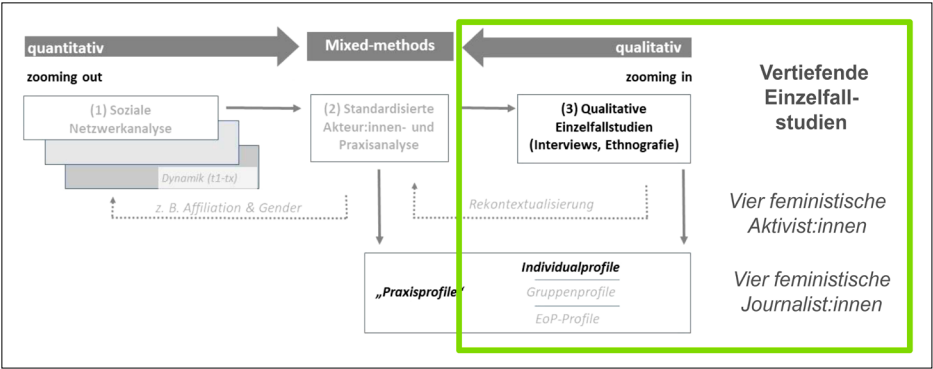 quantitativ
Mixed-methods
qualitativ
zooming out
zooming in
(1) Soziale
Netzwerkanalyse
Dynamik (t1-tx)
z. B. Affiliation & Gender
(2) Standardisierte
Akteur:innen- und
Praxisanalyse
(3) Qualitative
Einzelfallstudien
(Interviews, Ethnografie)
Rekontextualisierung
„Praxisprofile“
Individualprofile
Gruppenprofile
EoP-Profile
Vertiefende
Einzelfall-
studien
Vier feministische
Aktivist:innen
Vier feministische
Journalist:innen